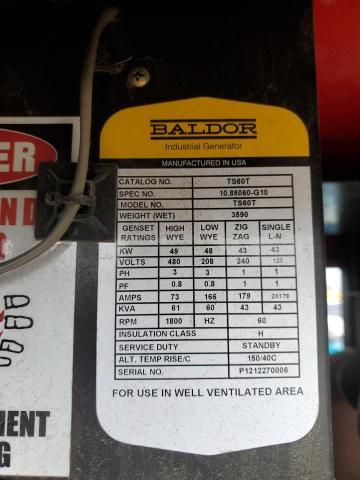 BALDOR
Industrial Generator
MANUFACTURED IN USA
CATALOG NO. TS60T
SPEC NO. 10.85060-G10
MODEL NO. TS60T
WEIGHT (WET) 3590
GENSET RATINGS HIGH WYE LOW WYE ZIG ZAG SINGLE L-N
KW 49 48 43 43
VOLTS 480 208 240 120
PH 3 3 1 1
PF 0.8 0.8 1 1
AMPS 73 166 179 2X179
KVA 61 60 43 43
RPM 1800 HZ 60
INSULATION CLASS H
SERVICE DUTY STANDBY
ALT. TEMP RISE/C 150/40C
SERIAL NO. P1212270006
FOR USE IN WELL VENTILATED AREA
ER
N D
MENT
G